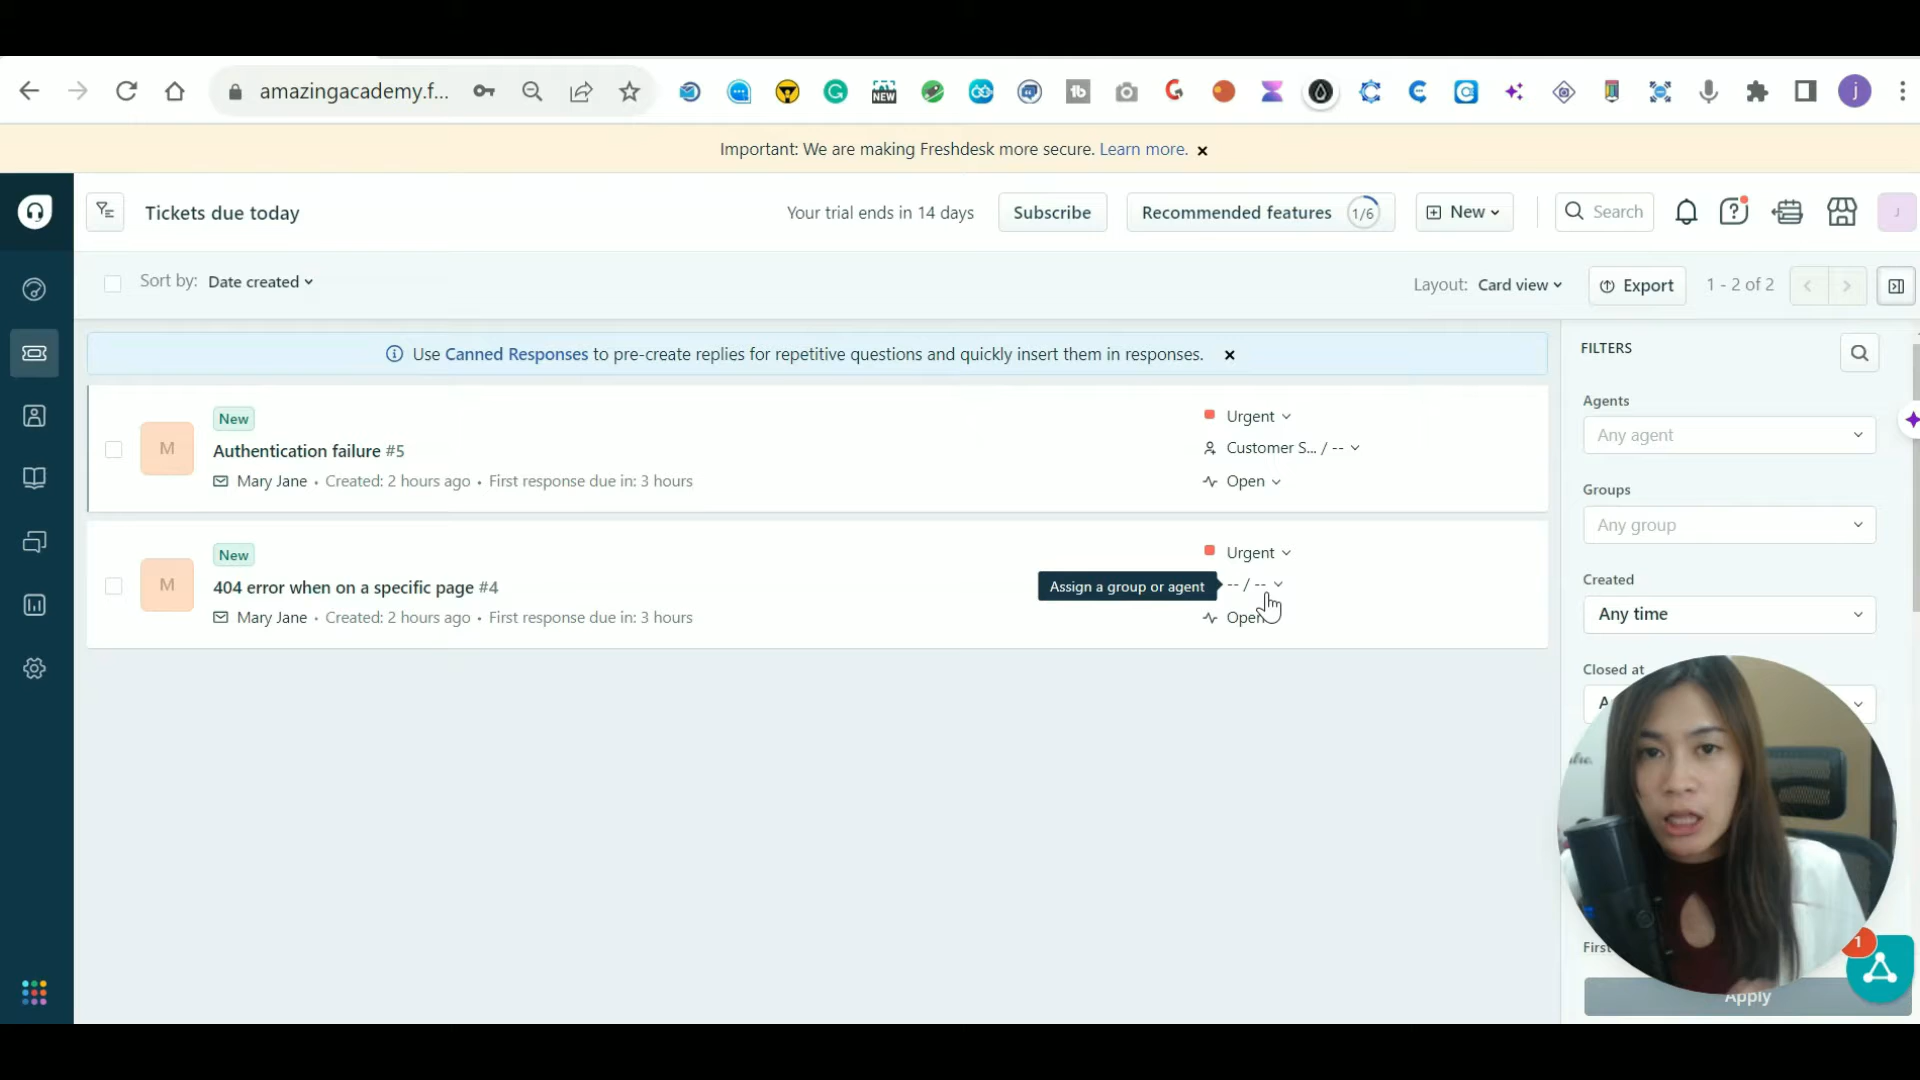 amazingacademy.f...
NEW
j
Important: We are making Freshdesk more secure. Learn more.
Tickets due today
Your trial ends in 14 days
Subscribe
Recommended features 1/6
New
Search
J
Sort by: Date created
Layout: Card view
Export
1 - 2 of 2
Use Canned Responses to pre-create replies for repetitive questions and quickly insert them in responses.
FILTERS
New
M
Authentication failure #5
Mary Jane • Created: 2 hours ago • First response due in: 3 hours
Urgent
Customer S... / --
Open
New
M
404 error when on a specific page #4
Mary Jane • Created: 2 hours ago • First response due in: 3 hours
Urgent
Assign a group or agent
-- / --
Open
Agents
Any agent
Groups
Any group
Created
Any time
Closed at
First
1
Apply